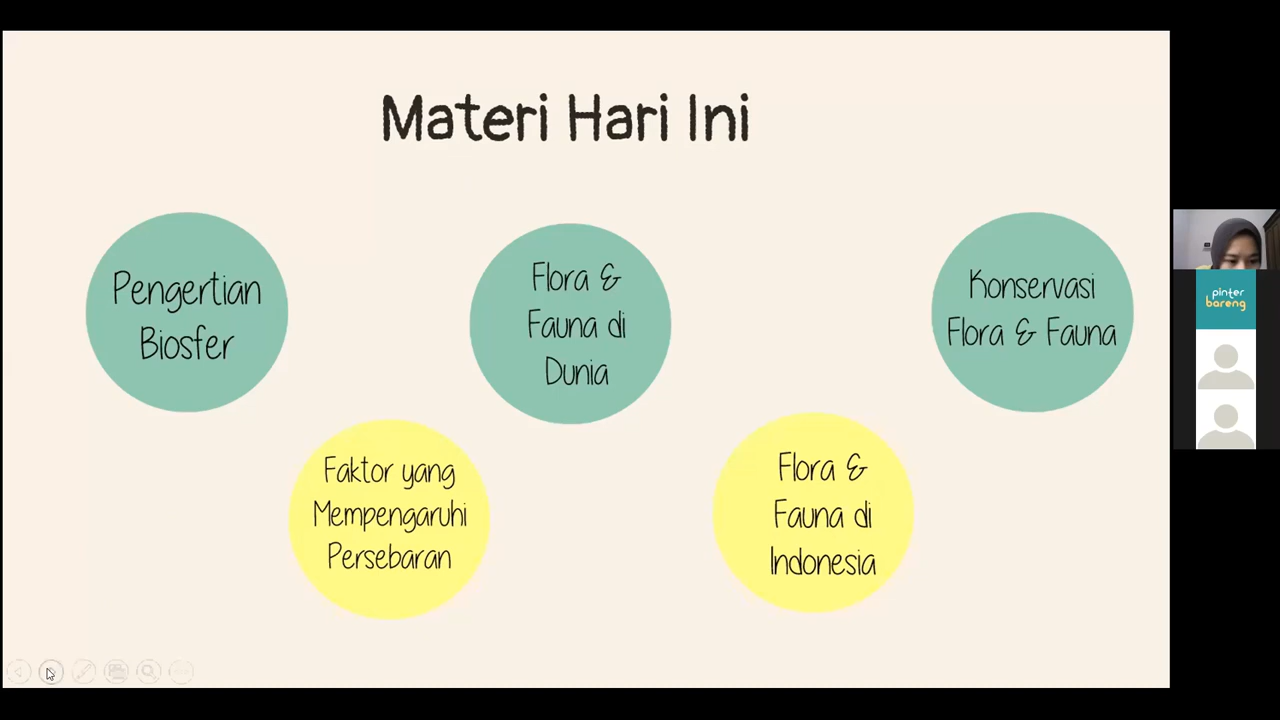 Materi Hari Ini
Pengertian
Biosfer
Faktor yang
Mempengaruhi
Persebaran
Flora &
Fauna di
Dunia
Flora &
Fauna di
Indonesia
Konservasi
Flora & Fauna
pinter
bareng